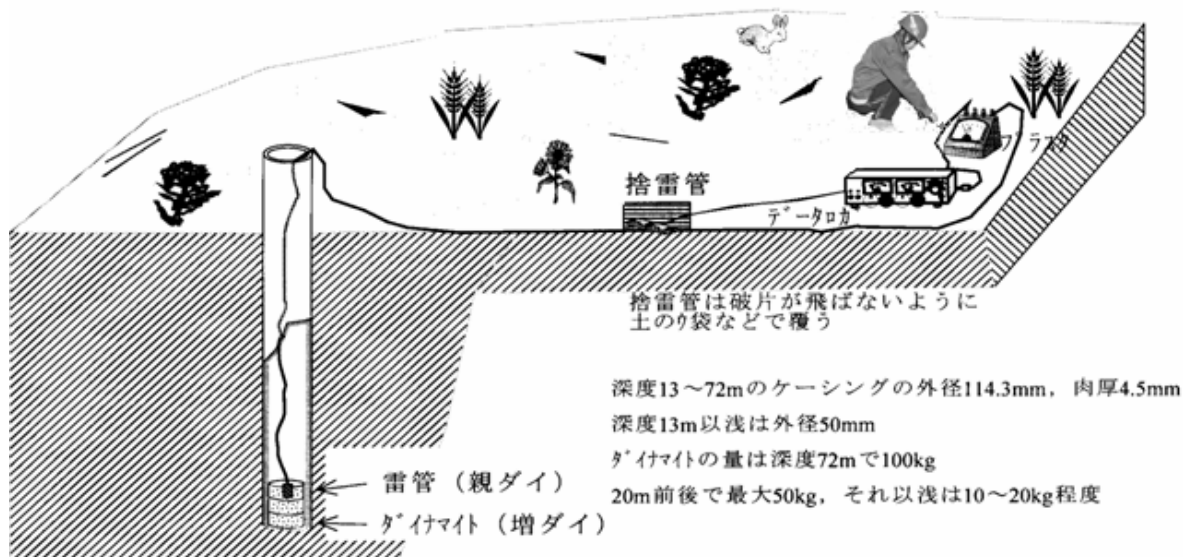 ブラスタ
捨雷管
データロガ
捨雷管は破片が飛ばないように
土のう袋などで覆う
深度13～72mのケーシングの外径114.3mm，肉厚4.5mm
深度13m以浅は外径50mm
ダイナマイトの量は深度72mで100kg
20m前後で最大50kg，それ以浅は10～20kg程度
雷管（親ダイ）
ダイナマイト（増ダイ）